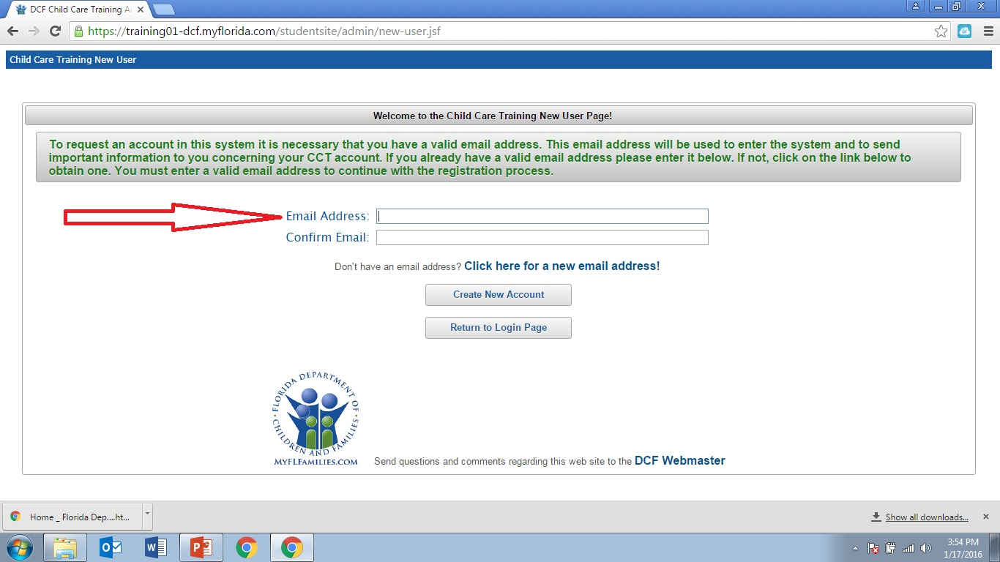 DCF Child Care Training A
https://training01-dcf.myflorida.com/studentsite/admin/new-user.jsf
Child Care Training New User
Welcome to the Child Care Training New User Page!
To request an account in this system it is necessary that you have a valid email address. This email address will be used to enter the system and to send
important information to you concerning your CCT account. If you already have a valid email address please enter it below. If not, click on the link below to
obtain one. You must enter a valid email address to continue with the registration process.
Email Address:
Confirm Email:
Don't have an email address? Click here for a new email address!
Create New Account
Return to Login Page
FLORIDA DEPARTMENT OF
CHILDREN AND FAMILIES
MYFLFAMILIES.COM
Send questions and comments regarding this web site to the DCF Webmaster
Home _ Florida Dep....ht...
Show all downloads...
3:54 PM
1/17/2016